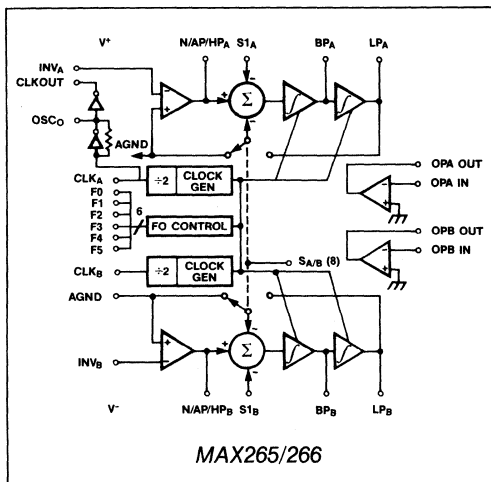 V+ N/AP/HPA S1A BPA LPA
INVA
CLKOUT
OSCO
AGND
CLKA
÷2 CLOCK GEN
F0
F1
F2
F3
F4
F5
6
FO CONTROL
CLKB
÷2 CLOCK GEN
AGND
INVB
Σ
Σ
SA/B (8)
OPA OUT
OPA IN
OPB OUT
OPB IN
V- N/AP/HPB S1B BPB LPB
MAX265/266